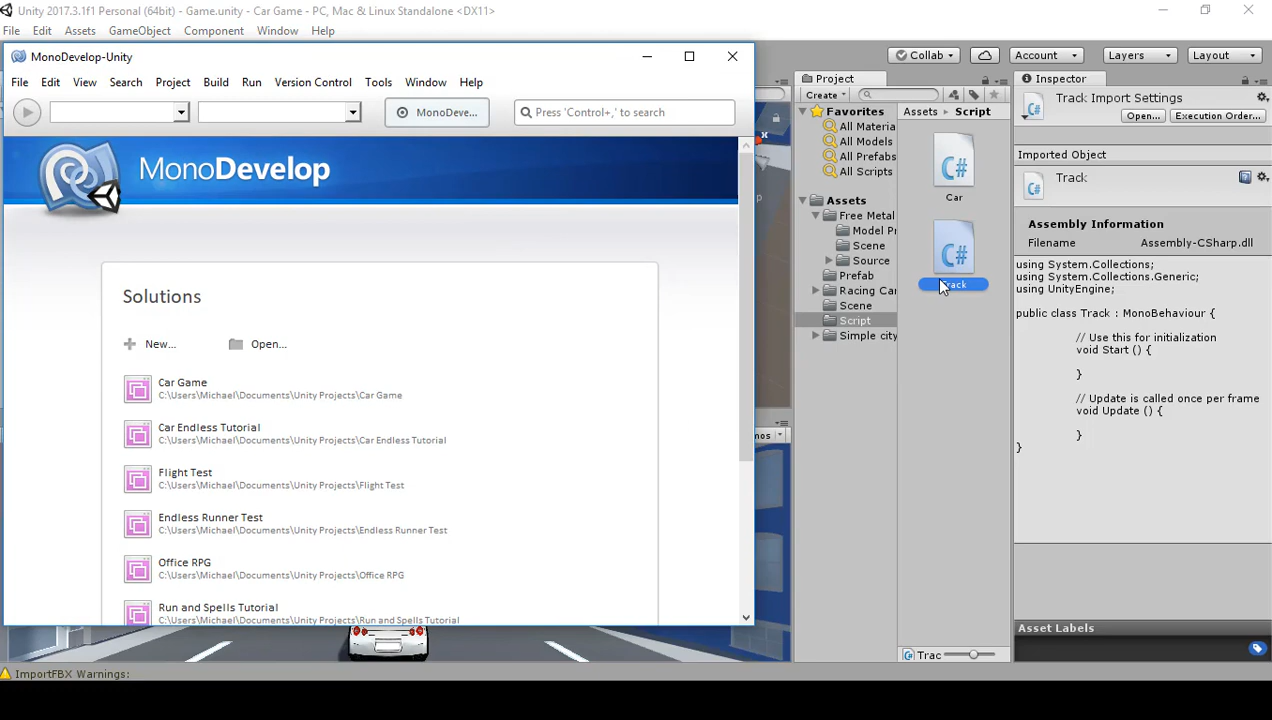 Unity 2017.3.1f1 Personal (64bit) - Game.unity - Car Game - PC, Mac & Linux Standalone <DX11>
File Edit Assets GameObject Component Window Help
Collab Account Layers Layout
MonoDevelop-Unity
File Edit View Search Project Build Run Version Control Tools Window Help
MonoDeve... Press 'Control+,' to search
MonoDevelop
Solutions
New... Open...
Car Game
C:\Users\Michael\Documents\Unity Projects\Car Game
Car Endless Tutorial
C:\Users\Michael\Documents\Unity Projects\Car Endless Tutorial
Flight Test
C:\Users\Michael\Documents\Unity Projects\Flight Test
Endless Runner Test
C:\Users\Michael\Documents\Unity Projects\Endless Runner Test
Office RPG
C:\Users\Michael\Documents\Unity Projects\Office RPG
Run and Spells Tutorial
C:\Users\Michael\Documents\Unity Projects\Run and Spells Tutorial
x
p
mos
Project
Create
Favorites
All Materia
All Models
All Prefabs
All Scripts
Assets
Free Metal
Model Pr
Scene
Source
Prefab
Racing Car
Scene
Script
Simple city
Assets Script
C#
Car
C#
Track
Trac
Inspector
Track Import Settings
Open... Execution Order...
Imported Object
Track
Assembly Information
Filename Assembly-CSharp.dll
using System.Collections;
using System.Collections.Generic;
using UnityEngine;
public class Track : MonoBehaviour {
// Use this for initialization
void Start () {
}
// Update is called once per frame
void Update () {
}
}
Asset Labels
ImportFBX Warnings: